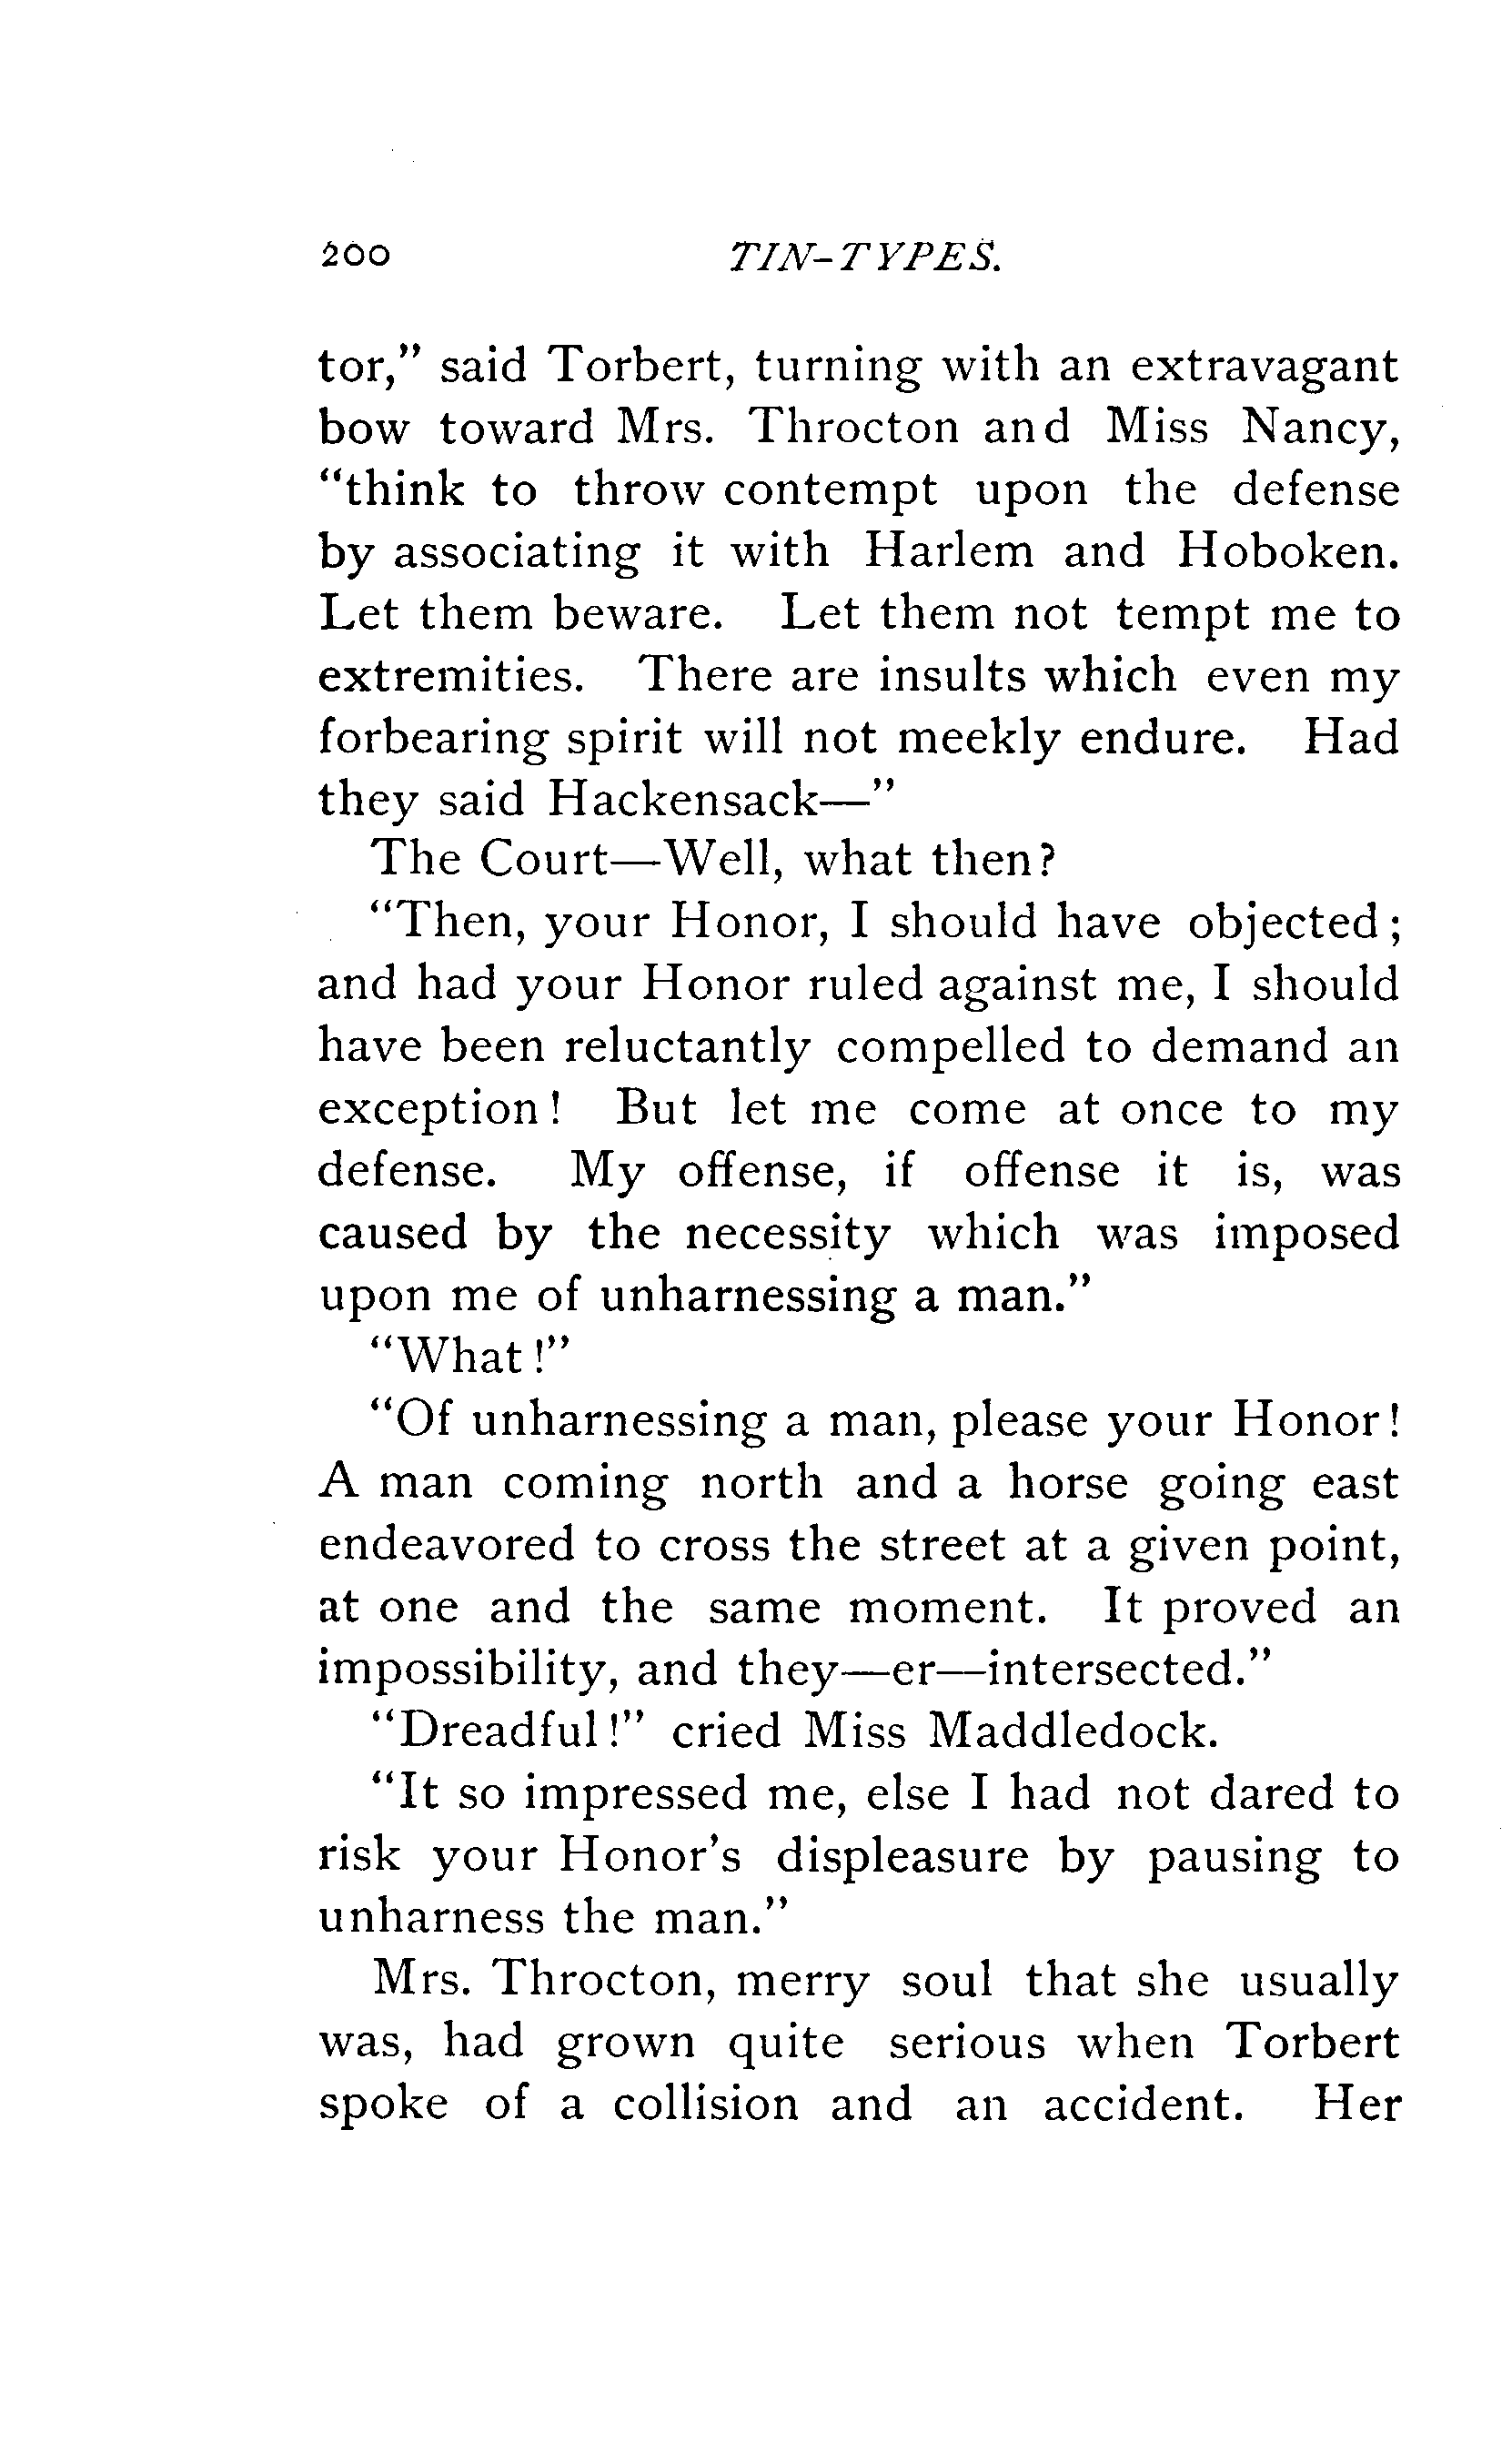 200 TIN-TYPES.
tor,” said Torbert, turning with an extravagant
bow toward Mrs. Throcton and Miss Nancy,
“think to throw contempt upon the defense
by associating it with Harlem and Hoboken.
Let them beware. Let them not tempt me to
extremities. There are insults which even my
forbearing spirit will not meekly endure. Had
they said Hackensack—”
The Court—Well, what then?
“Then, your Honor, I should have objected;
and had your Honor ruled against me, I should
have been reluctantly compelled to demand an
exception! But let me come at once to my
defense. My offense, if offense it is, was
caused by the necessity which was imposed
upon me of unharnessing a man.”
“What!”
“Of unharnessing a man, please your Honor!
A man coming north and a horse going east
endeavored to cross the street at a given point,
at one and the same moment. It proved an
impossibility, and they—er—intersected.”
“Dreadful!” cried Miss Maddledock.
“It so impressed me, else I had not dared to
risk your Honor’s displeasure by pausing to
unharness the man.”
Mrs. Throcton, merry soul that she usually
was, had grown quite serious when Torbert
spoke of a collision and an accident. Her